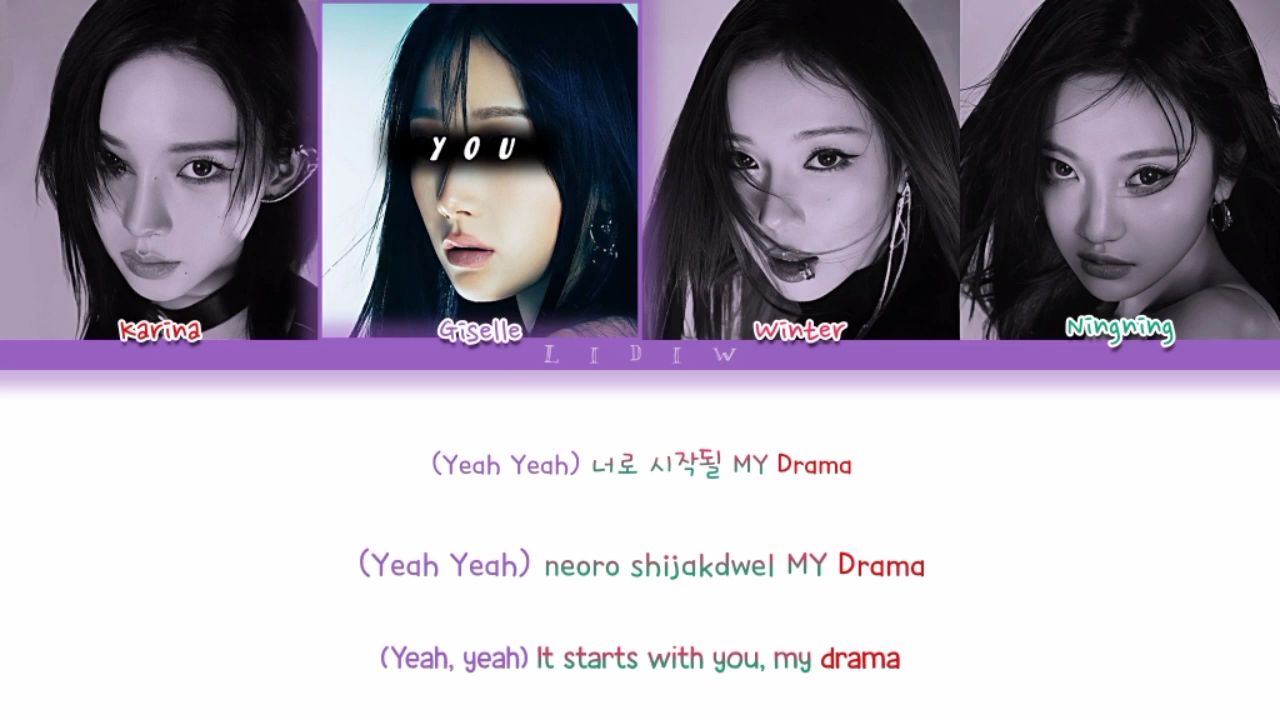 YOU
Karina
Giselle
Winter
Ningning
LIDIW
(Yeah Yeah) 너로 시작될 MY Drama
(Yeah Yeah) neoro shijakdwel MY Drama
(Yeah, yeah) It starts with you, my drama